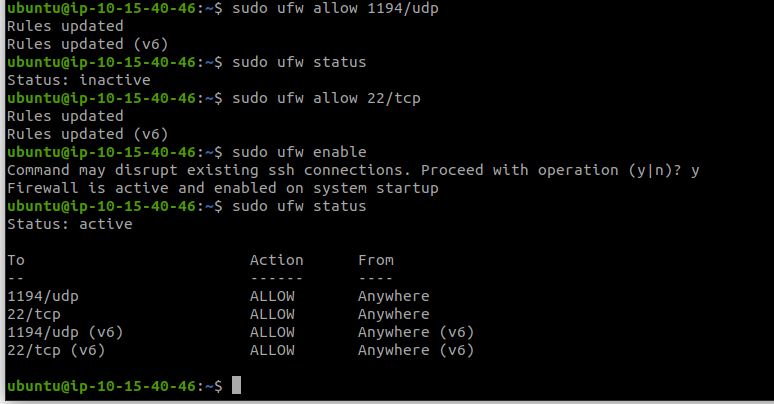 ubuntu@ip-10-15-40-46:~$ sudo ufw allow 1194/udp
Rules updated
Rules updated (v6)
ubuntu@ip-10-15-40-46:~$ sudo ufw status
Status: inactive
ubuntu@ip-10-15-40-46:~$ sudo ufw allow 22/tcp
Rules updated
Rules updated (v6)
ubuntu@ip-10-15-40-46:~$ sudo ufw enable
Command may disrupt existing ssh connections. Proceed with operation (y|n)? y
Firewall is active and enabled on system startup
ubuntu@ip-10-15-40-46:~$ sudo ufw status
Status: active
To                         Action      From
--                         ------      ----
1194/udp                   ALLOW       Anywhere
22/tcp                     ALLOW       Anywhere
1194/udp (v6)              ALLOW       Anywhere (v6)
22/tcp (v6)                ALLOW       Anywhere (v6)
ubuntu@ip-10-15-40-46:~$